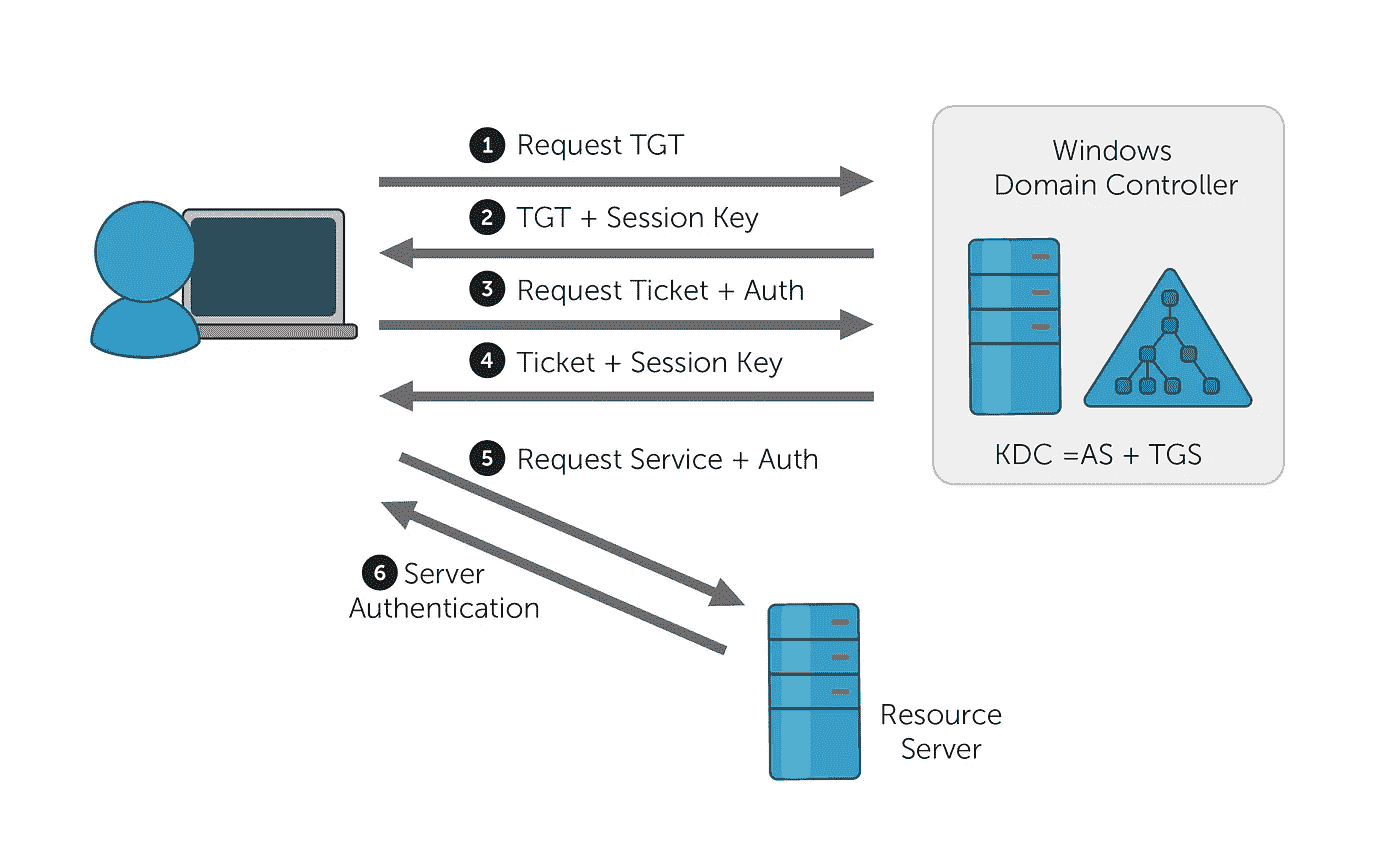 1 Request TGT
2 TGT + Session Key
3 Request Ticket + Auth
4 Ticket + Session Key
5 Request Service + Auth
6 Server
Authentication
Windows
Domain Controller
KDC =AS + TGS
Resource
Server